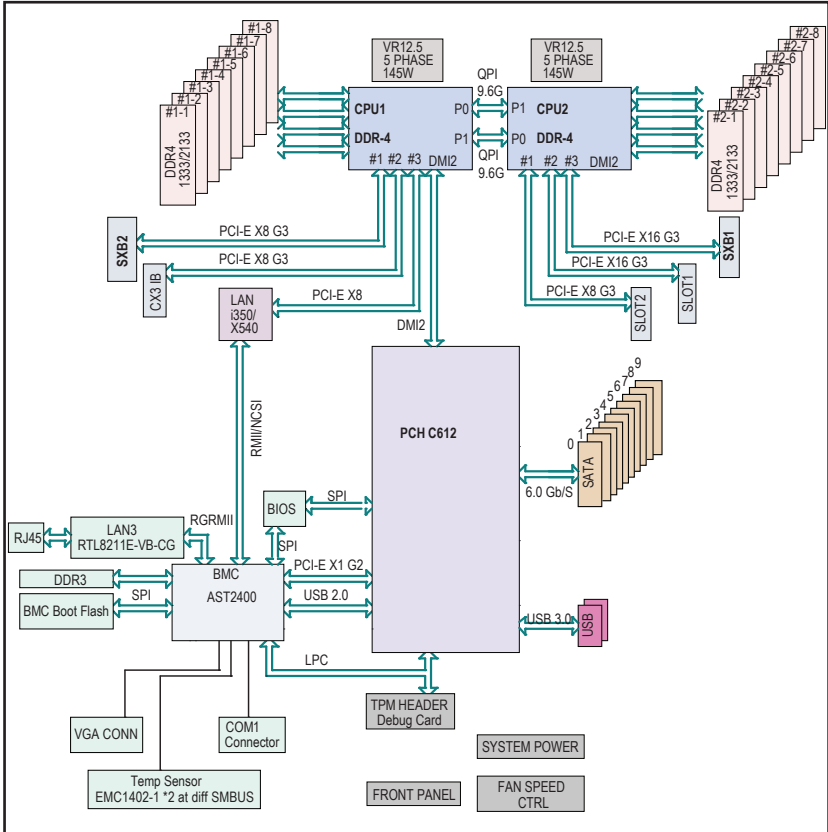 #1-8
#1-7
#1-6
#1-5
#1-4
#1-3
#1-2
#1-1
DDR4
1333/2133
VR12.5
5 PHASE
145W
QPI
9.6G
VR12.5
5 PHASE
145W
#2-8
#2-7
#2-6
#2-5
#2-4
#2-3
#2-2
#2-1
DDR4
1333/2133
CPU1
P0
DDR-4
P1
#1 #2 #3 DMI2
QPI
9.6G
P1
CPU2
P0
DDR-4
#1 #2 #3 DMI2
SXB2
PCI-E X8 G3
CX3 IB
PCI-E X8 G3
LAN
i350/
X540
PCI-E X8
DMI2
PCI-E X16 G3
SXB1
PCI-E X16 G3
SLOT1
PCI-E X8 G3
SLOT2
PCH C612
RMII/NCSI
0
1
2
3
4
5
6
7
8
9
SATA
6.0 Gb/S
BIOS
SPI
SPI
RJ45
LAN3
RTL8211E-VB-CG
RGRMII
DDR3
BMC Boot Flash
SPI
BMC
AST2400
PCI-E X1 G2
USB 2.0
USB 3.0
USB
LPC
TPM HEADER
Debug Card
VGA CONN
COM1
Connector
Temp Sensor
EMC1402-1 *2 at diff SMBUS
SYSTEM POWER
FRONT PANEL
FAN SPEED
CTRL